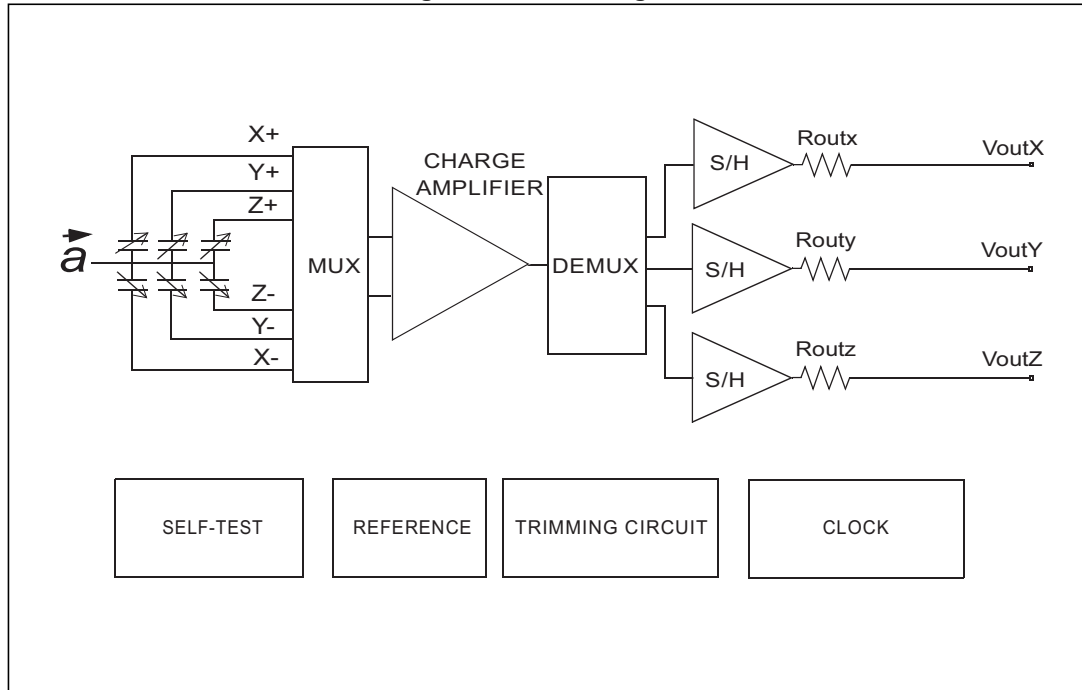 X+
Y+
Z+
a
Z-
Y-
X-
MUX
CHARGE
AMPLIFIER
DEMUX
S/H
Routx
VoutX
S/H
Routy
VoutY
S/H
Routz
VoutZ
SELF-TEST
REFERENCE
TRIMMING CIRCUIT
CLOCK